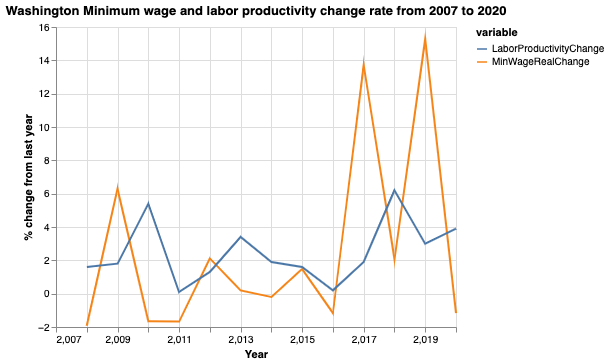 Washington Minimum wage and labor productivity change rate from 2007 to 2020
variable
LaborProductivityChange
MinWageRealChange
% change from last year
16
14
12
10
8
6
4
2
0
−2
2,007
2,009
2,011
2,013
2,015
2,017
2,019
Year